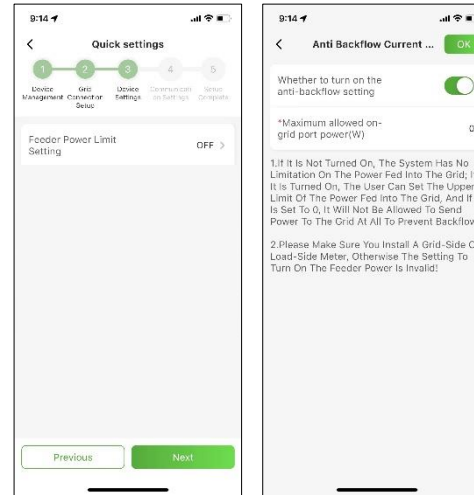 9:14
Quick settings
1
2
3
4
5
Device Management
Grid Connection Setup
Device Settings
Communicati on Settings
Setup Complete
Feeder Power Limit
Setting
OFF
Previous
Next
9:14
Anti Backflow Current ...
OK
Whether to turn on the
anti-backflow setting
*Maximum allowed on-
grid port power(W)
0
1.If It Is Not Turned On, The System Has No
Limitation On The Power Fed Into The Grid;
It Is Turned On, The User Can Set The Upper
Limit Of The Power Fed Into The Grid, And If
Is Set To 0, It Will Not Be Allowed To Send
Power To The Grid At All To Prevent Backflow
2.Please Make Sure You Install A Grid-Side
Load-Side Meter, Otherwise The Setting To
Turn On The Feeder Power Is Invalid!